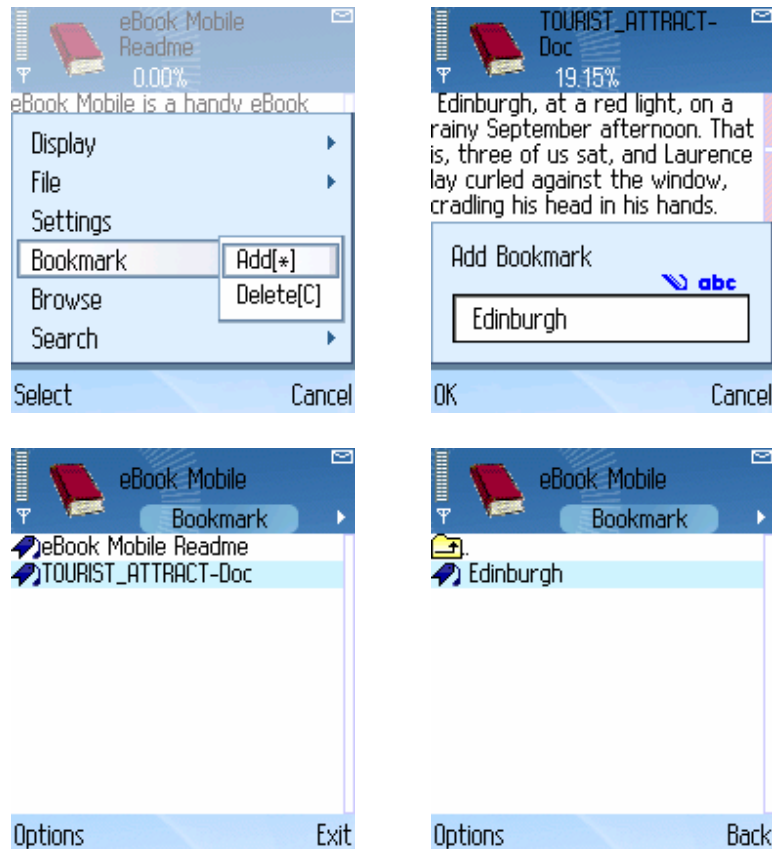 eBook Mobile
Readme
0.00%
eBook Mobile is a handy eBook
Display
File
Settings
Bookmark
Add[*]
Delete[C]
Browse
Search
Select Cancel
TOURIST_ATTRACT-
Doc
19.15%
Edinburgh, at a red light, on a
rainy September afternoon. That
is, three of us sat, and Laurence
lay curled against the window,
cradling his head in his hands.
Add Bookmark
abc
Edinburgh
OK Cancel
eBook Mobile
Bookmark
eBook Mobile Readme
TOURIST_ATTRACT-Doc
Options Exit
eBook Mobile
Bookmark
..
Edinburgh
Options Back